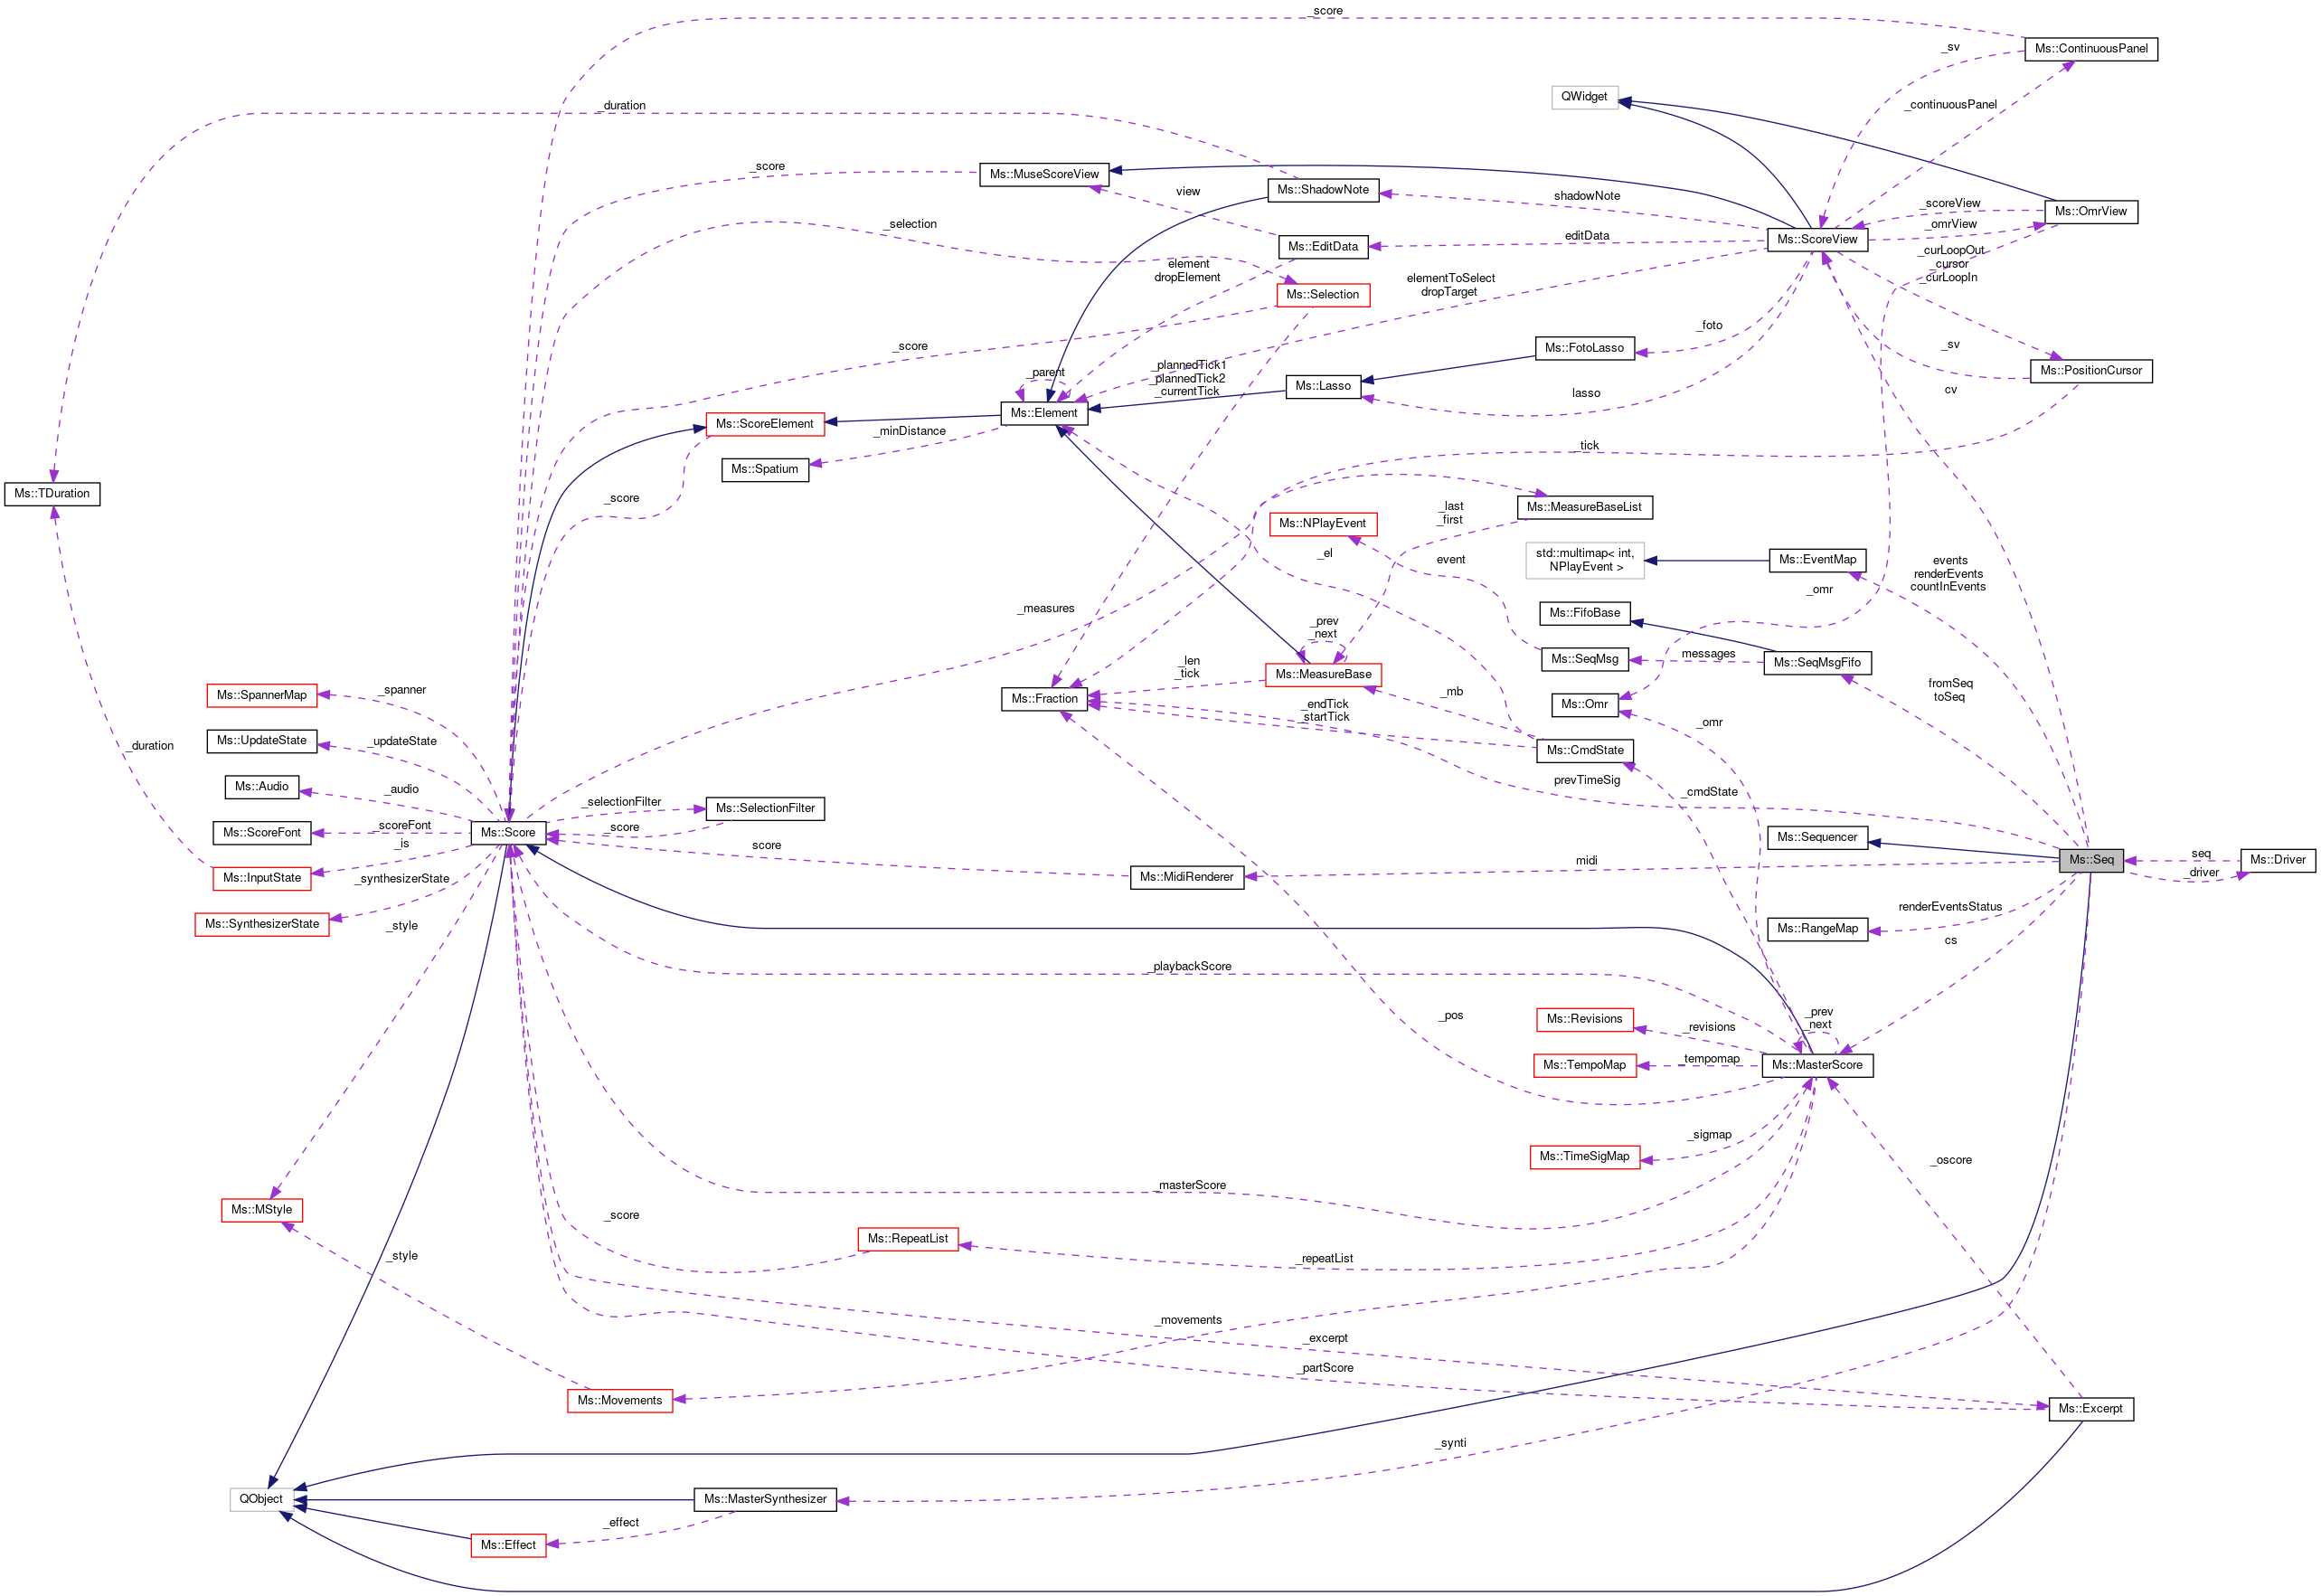 _score
Ms::ContinuousPanel
_sv
QWidget
_continuousPanel
_duration
_score
Ms::MuseScoreView
Ms::ShadowNote
view
shadowNote
_scoreView
Ms::OmrView
_selection
_omrView
Ms::EditData
editData
Ms::ScoreView
_curLoopOut
_cursor
_curLoopIn
element
dropElement
Ms::Selection
elementToSelect
dropTarget
_foto
_score
Ms::FotoLasso
_sv
_parent
_plannedTick1
_plannedTick2
_currentTick
Ms::Lasso
lasso
Ms::PositionCursor
cv
Ms::Element
Ms::ScoreElement
_minDistance
_tick
Ms::Spatium
Ms::TDuration
_score
Ms::MeasureBaseList
_last
_first
Ms::NPlayEvent
std::multimap< int,
NPlayEvent >
Ms::EventMap
_el
event
events
renderEvents
countInEvents
_measures
_omr
Ms::FifoBase
_prev
_next
Ms::SeqMsg
messages
Ms::SeqMsgFifo
_len
_tick
Ms::MeasureBase
_spanner
Ms::SpannerMap
Ms::Fraction
_mb
Ms::Omr
fromSeq
toSeq
_endTick
_startTick
_omr
Ms::UpdateState
_updateState
_duration
Ms::CmdState
prevTimeSig
_cmdState
Ms::Audio
_audio
_selectionFilter
Ms::SelectionFilter
Ms::ScoreFont
_scoreFont
_is
Ms::Score
_score
score
Ms::Sequencer
midi
Ms::Seq
seq
_driver
Ms::Driver
Ms::InputState
_synthesizerState
Ms::MidiRenderer
renderEventsStatus
Ms::SynthesizerState
_style
Ms::RangeMap
cs
_playbackScore
_pos
Ms::Revisions
_revisions
_prev
_next
Ms::TempoMap
_tempomap
Ms::MasterScore
_sigmap
Ms::TimeSigMap
_oscore
Ms::MStyle
_masterScore
_score
Ms::RepeatList
_style
_repeatList
_movements
_excerpt
_partScore
Ms::Movements
Ms::Excerpt
_synti
QObject
Ms::MasterSynthesizer
_effect
Ms::Effect